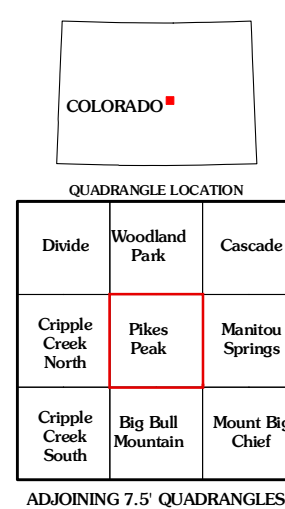 COLORADO
QUADRANGLE LOCATION
Divide
Woodland
Park
Cascade
Cripple
Creek
North
Pikes
Peak
Manitou
Springs
Cripple
Creek
South
Big Bull
Mountain
Mount Big
Chief
ADJOINING 7.5' QUADRANGLES